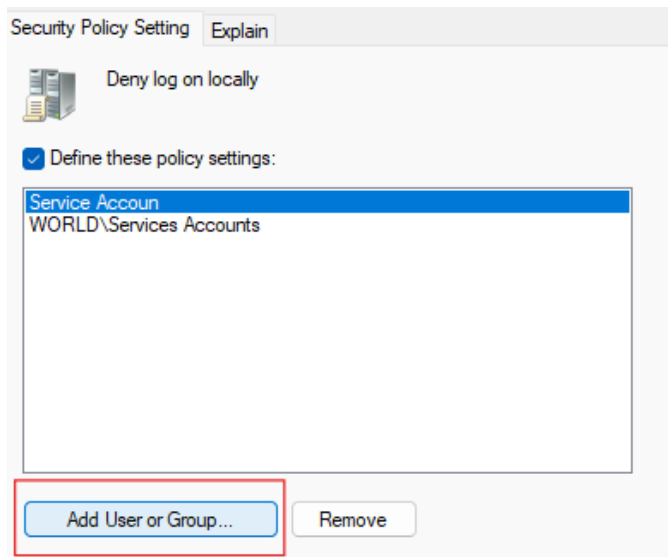 Security Policy Setting Explain
Deny log on locally
Define these policy settings:
Service Accoun
WORLD\Services Accounts
Add User or Group... Remove